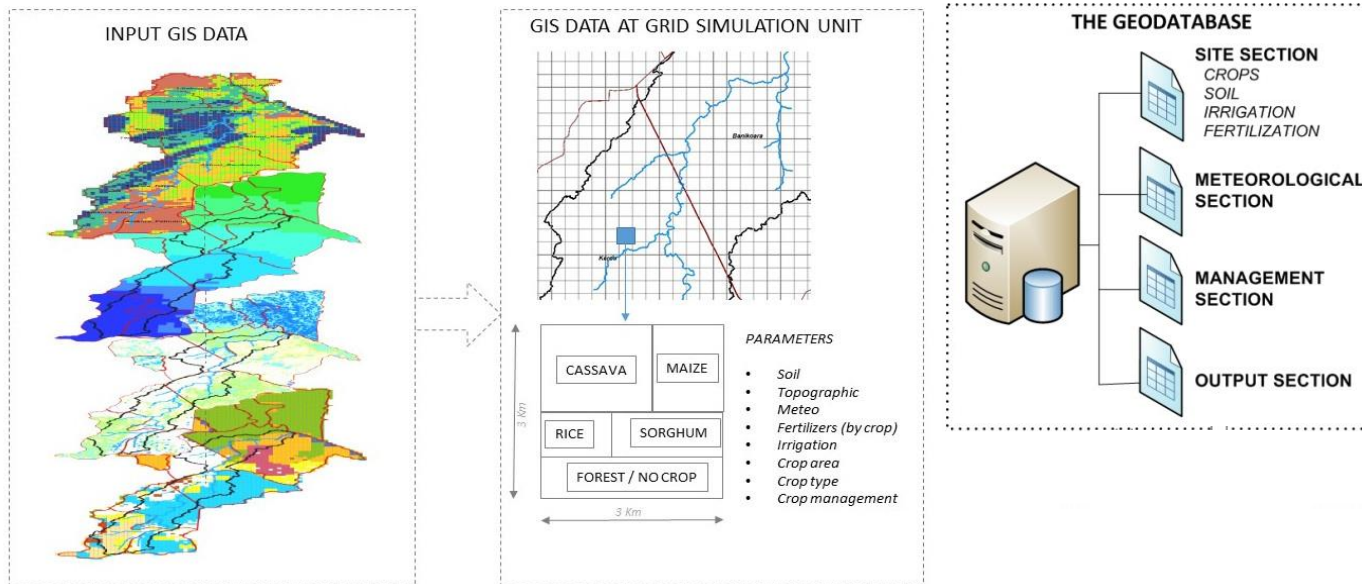 INPUT GIS DATA
GIS DATA AT GRID SIMULATION UNIT
Banikoara
CASSAVA
MAIZE
RICE
SORGHUM
FOREST / NO CROP
3 Km
3 Km
PARAMETERS
• Soil
• Topographic
• Meteo
• Fertilizers (by crop)
• Irrigation
• Crop area
• Crop type
• Crop management
THE GEODATABASE
SITE SECTION
CROPS
SOIL
IRRIGATION
FERTILIZATION
METEOROLOGICAL
SECTION
MANAGEMENT
SECTION
OUTPUT SECTION